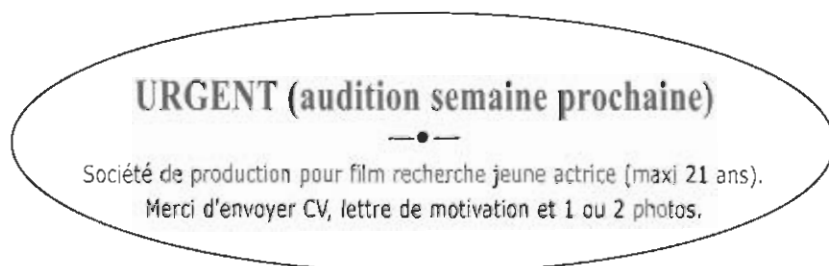 URGENT (audition semaine prochaine)
Société de production pour film recherche jeune actrice (maxi 21 ans).
Merci d'envoyer CV, lettre de motivation et 1 ou 2 photos.